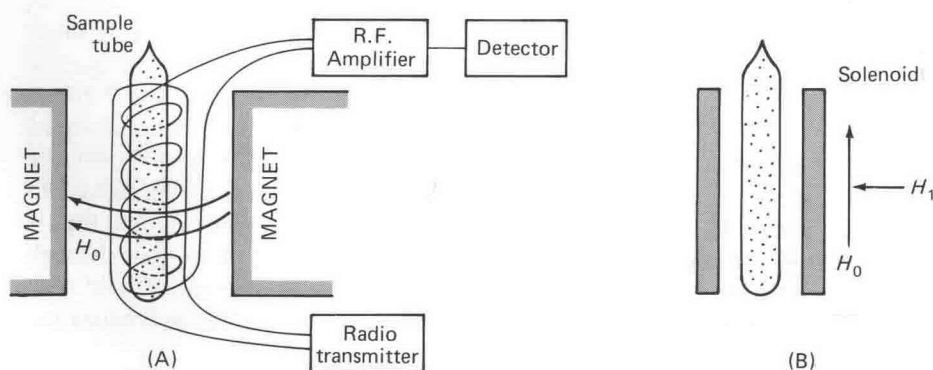 Sample
tube
R.F.
Amplifier
Detector
MAGNET
MAGNET
H₀
Radio
transmitter
(A)
Solenoid
H₁
H₀
(B)